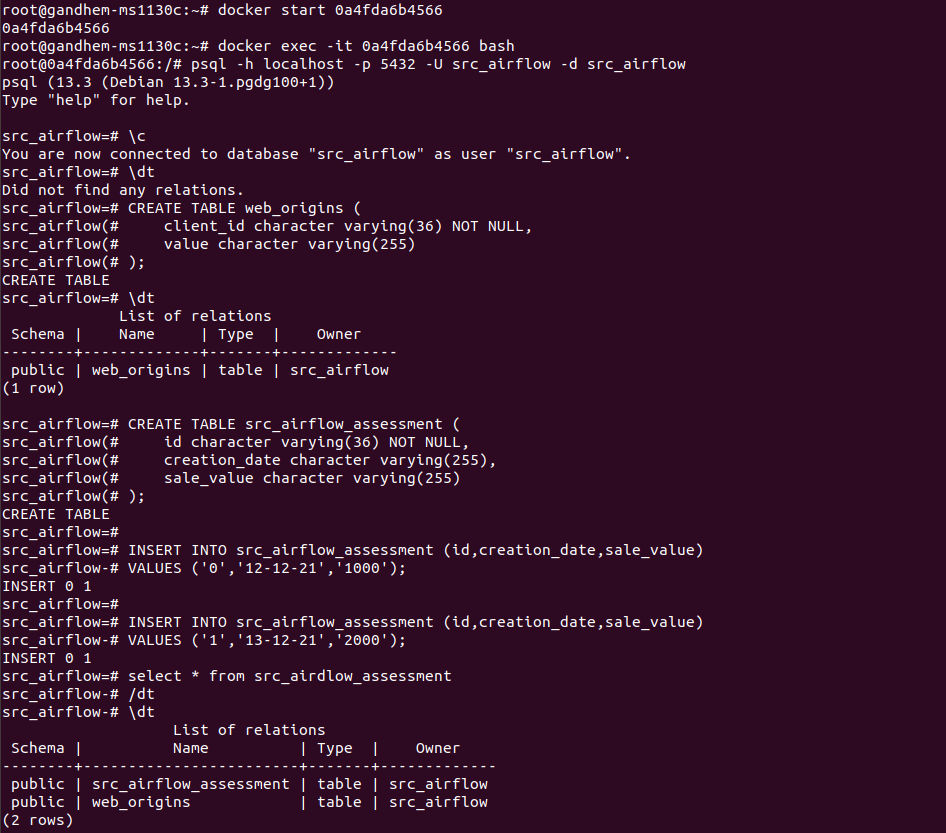 root@gandhem-ms1130c:~# docker start 0a4fda6b4566
0a4fda6b4566
root@gandhem-ms1130c:~# docker exec -it 0a4fda6b4566 bash
root@0a4fda6b4566:/# psql -h localhost -p 5432 -U src_airflow -d src_airflow
psql (13.3 (Debian 13.3-1.pgdg100+1))
Type "help" for help.

src_airflow=# \c
You are now connected to database "src_airflow" as user "src_airflow".
src_airflow=# \dt
Did not find any relations.
src_airflow=# CREATE TABLE web_origins (
src_airflow(#     client_id character varying(36) NOT NULL,
src_airflow(#     value character varying(255)
src_airflow(# );
CREATE TABLE
src_airflow=# \dt
             List of relations
 Schema |    Name     | Type  |    Owner
--------+-------------+-------+-------------
 public | web_origins | table | src_airflow
(1 row)

src_airflow=# CREATE TABLE src_airflow_assessment (
src_airflow(#     id character varying(36) NOT NULL,
src_airflow(#     creation_date character varying(255),
src_airflow(#     sale_value character varying(255)
src_airflow(# );
CREATE TABLE
src_airflow=#
src_airflow=# INSERT INTO src_airflow_assessment (id,creation_date,sale_value)
src_airflow-# VALUES ('0','12-12-21','1000');
INSERT 0 1
src_airflow=#
src_airflow=# INSERT INTO src_airflow_assessment (id,creation_date,sale_value)
src_airflow-# VALUES ('1','13-12-21','2000');
INSERT 0 1
src_airflow=# select * from src_airdlow_assessment
src_airflow-# /dt
src_airflow-# \dt
                   List of relations
 Schema |          Name          | Type  |    Owner
--------+------------------------+-------+-------------
 public | src_airflow_assessment | table | src_airflow
 public | web_origins            | table | src_airflow
(2 rows)